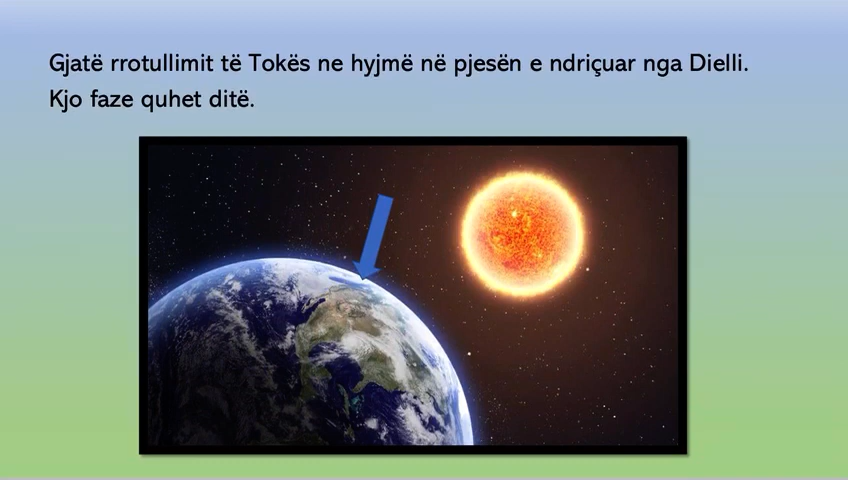 Gjatë rrotullimit të Tokës ne hyjmë në pjesën e ndriçuar nga Dielli.
Kjo faze quhet ditë.